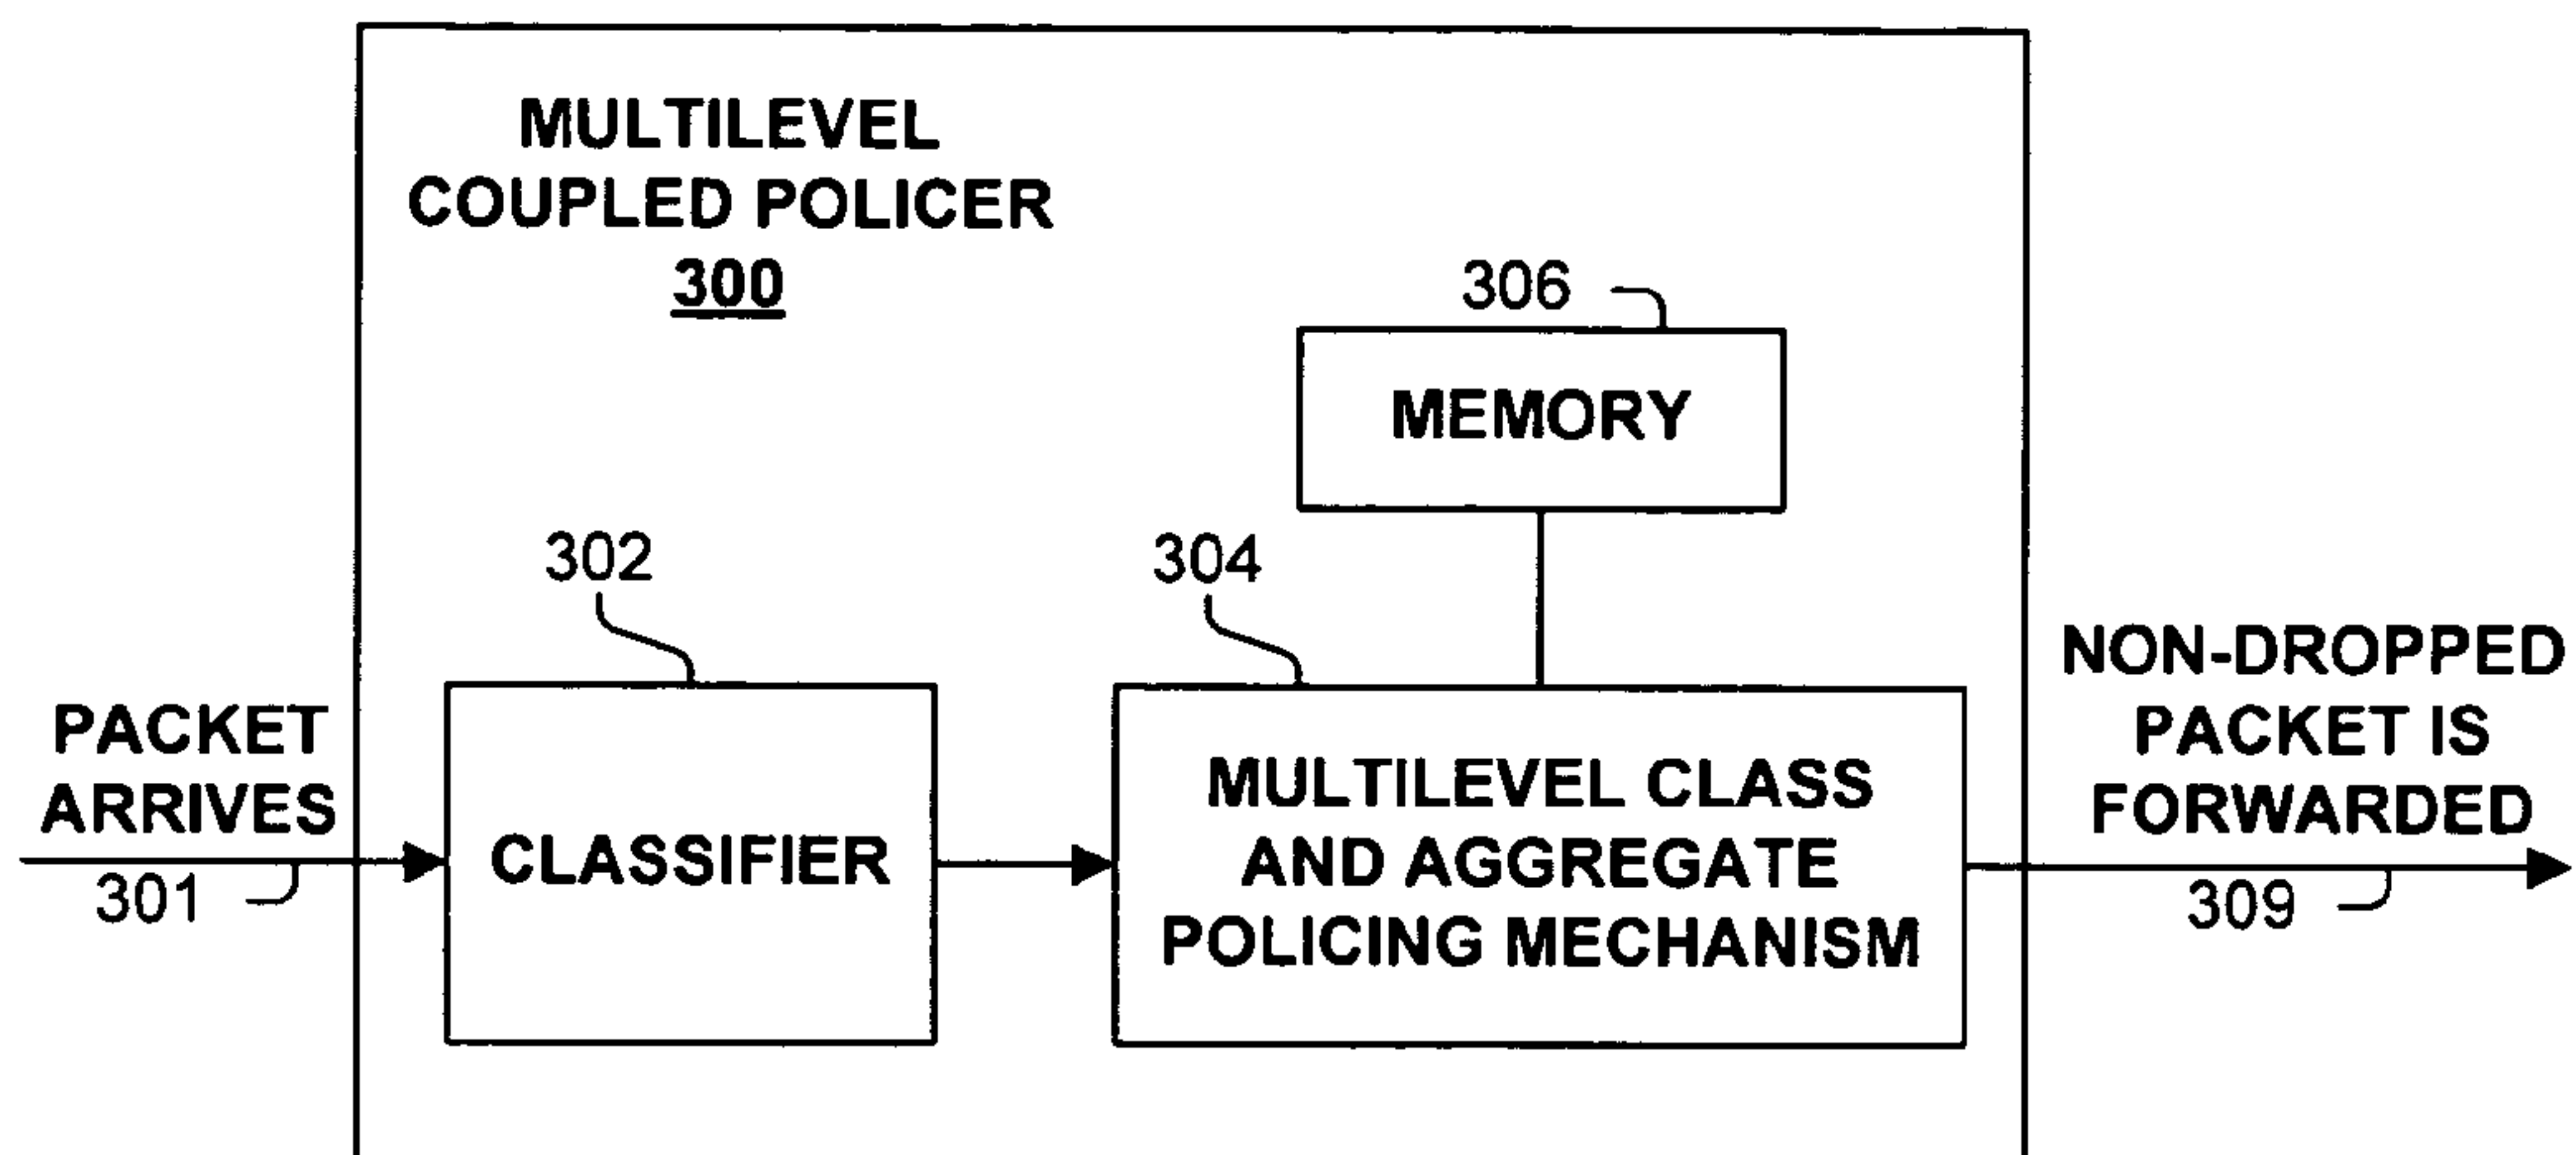 MULTILEVEL
COUPLED POLICER
300
306
MEMORY
302
304
PACKET
ARRIVES
301
CLASSIFIER
MULTILEVEL CLASS
AND AGGREGATE
POLICING MECHANISM
NON-DROPPED
PACKET IS
FORWARDED
309